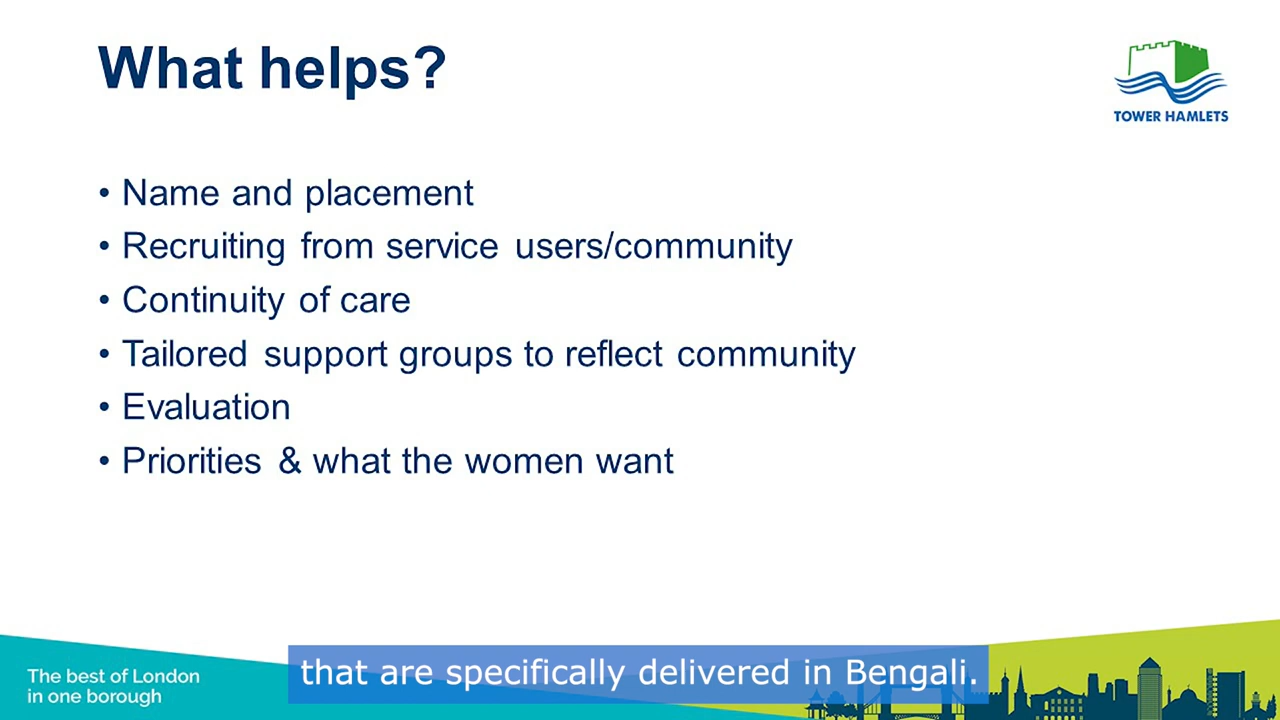 What helps?
TOWER HAMLETS
• Name and placement
• Recruiting from service users/community
• Continuity of care
• Tailored support groups to reflect community
• Evaluation
• Priorities & what the women want
The best of London
in one borough
that are specifically delivered in Bengali.